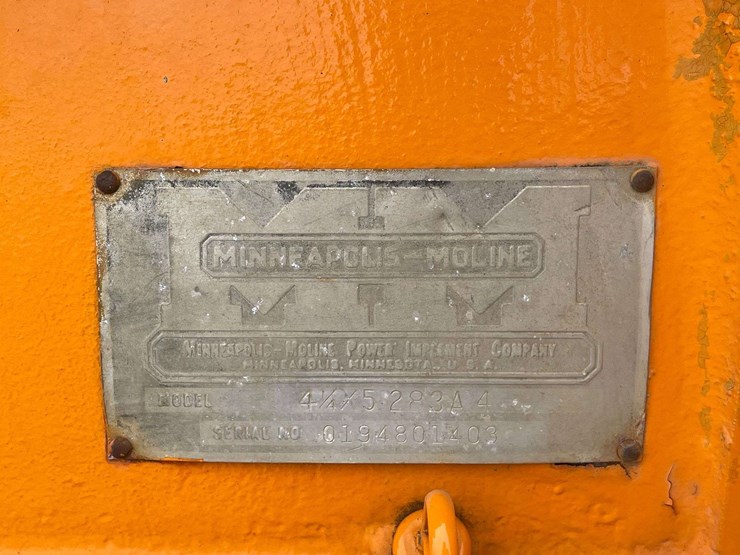 MINNEAPOLIS-MOLINE
MINNEAPOLIS-MOLINE POWER IMPLEMENT COMPANY
MINNEAPOLIS, MINNESOTA, U.S.A.
MODEL 4¼X5 283A 4
SERIAL NO 0194801403